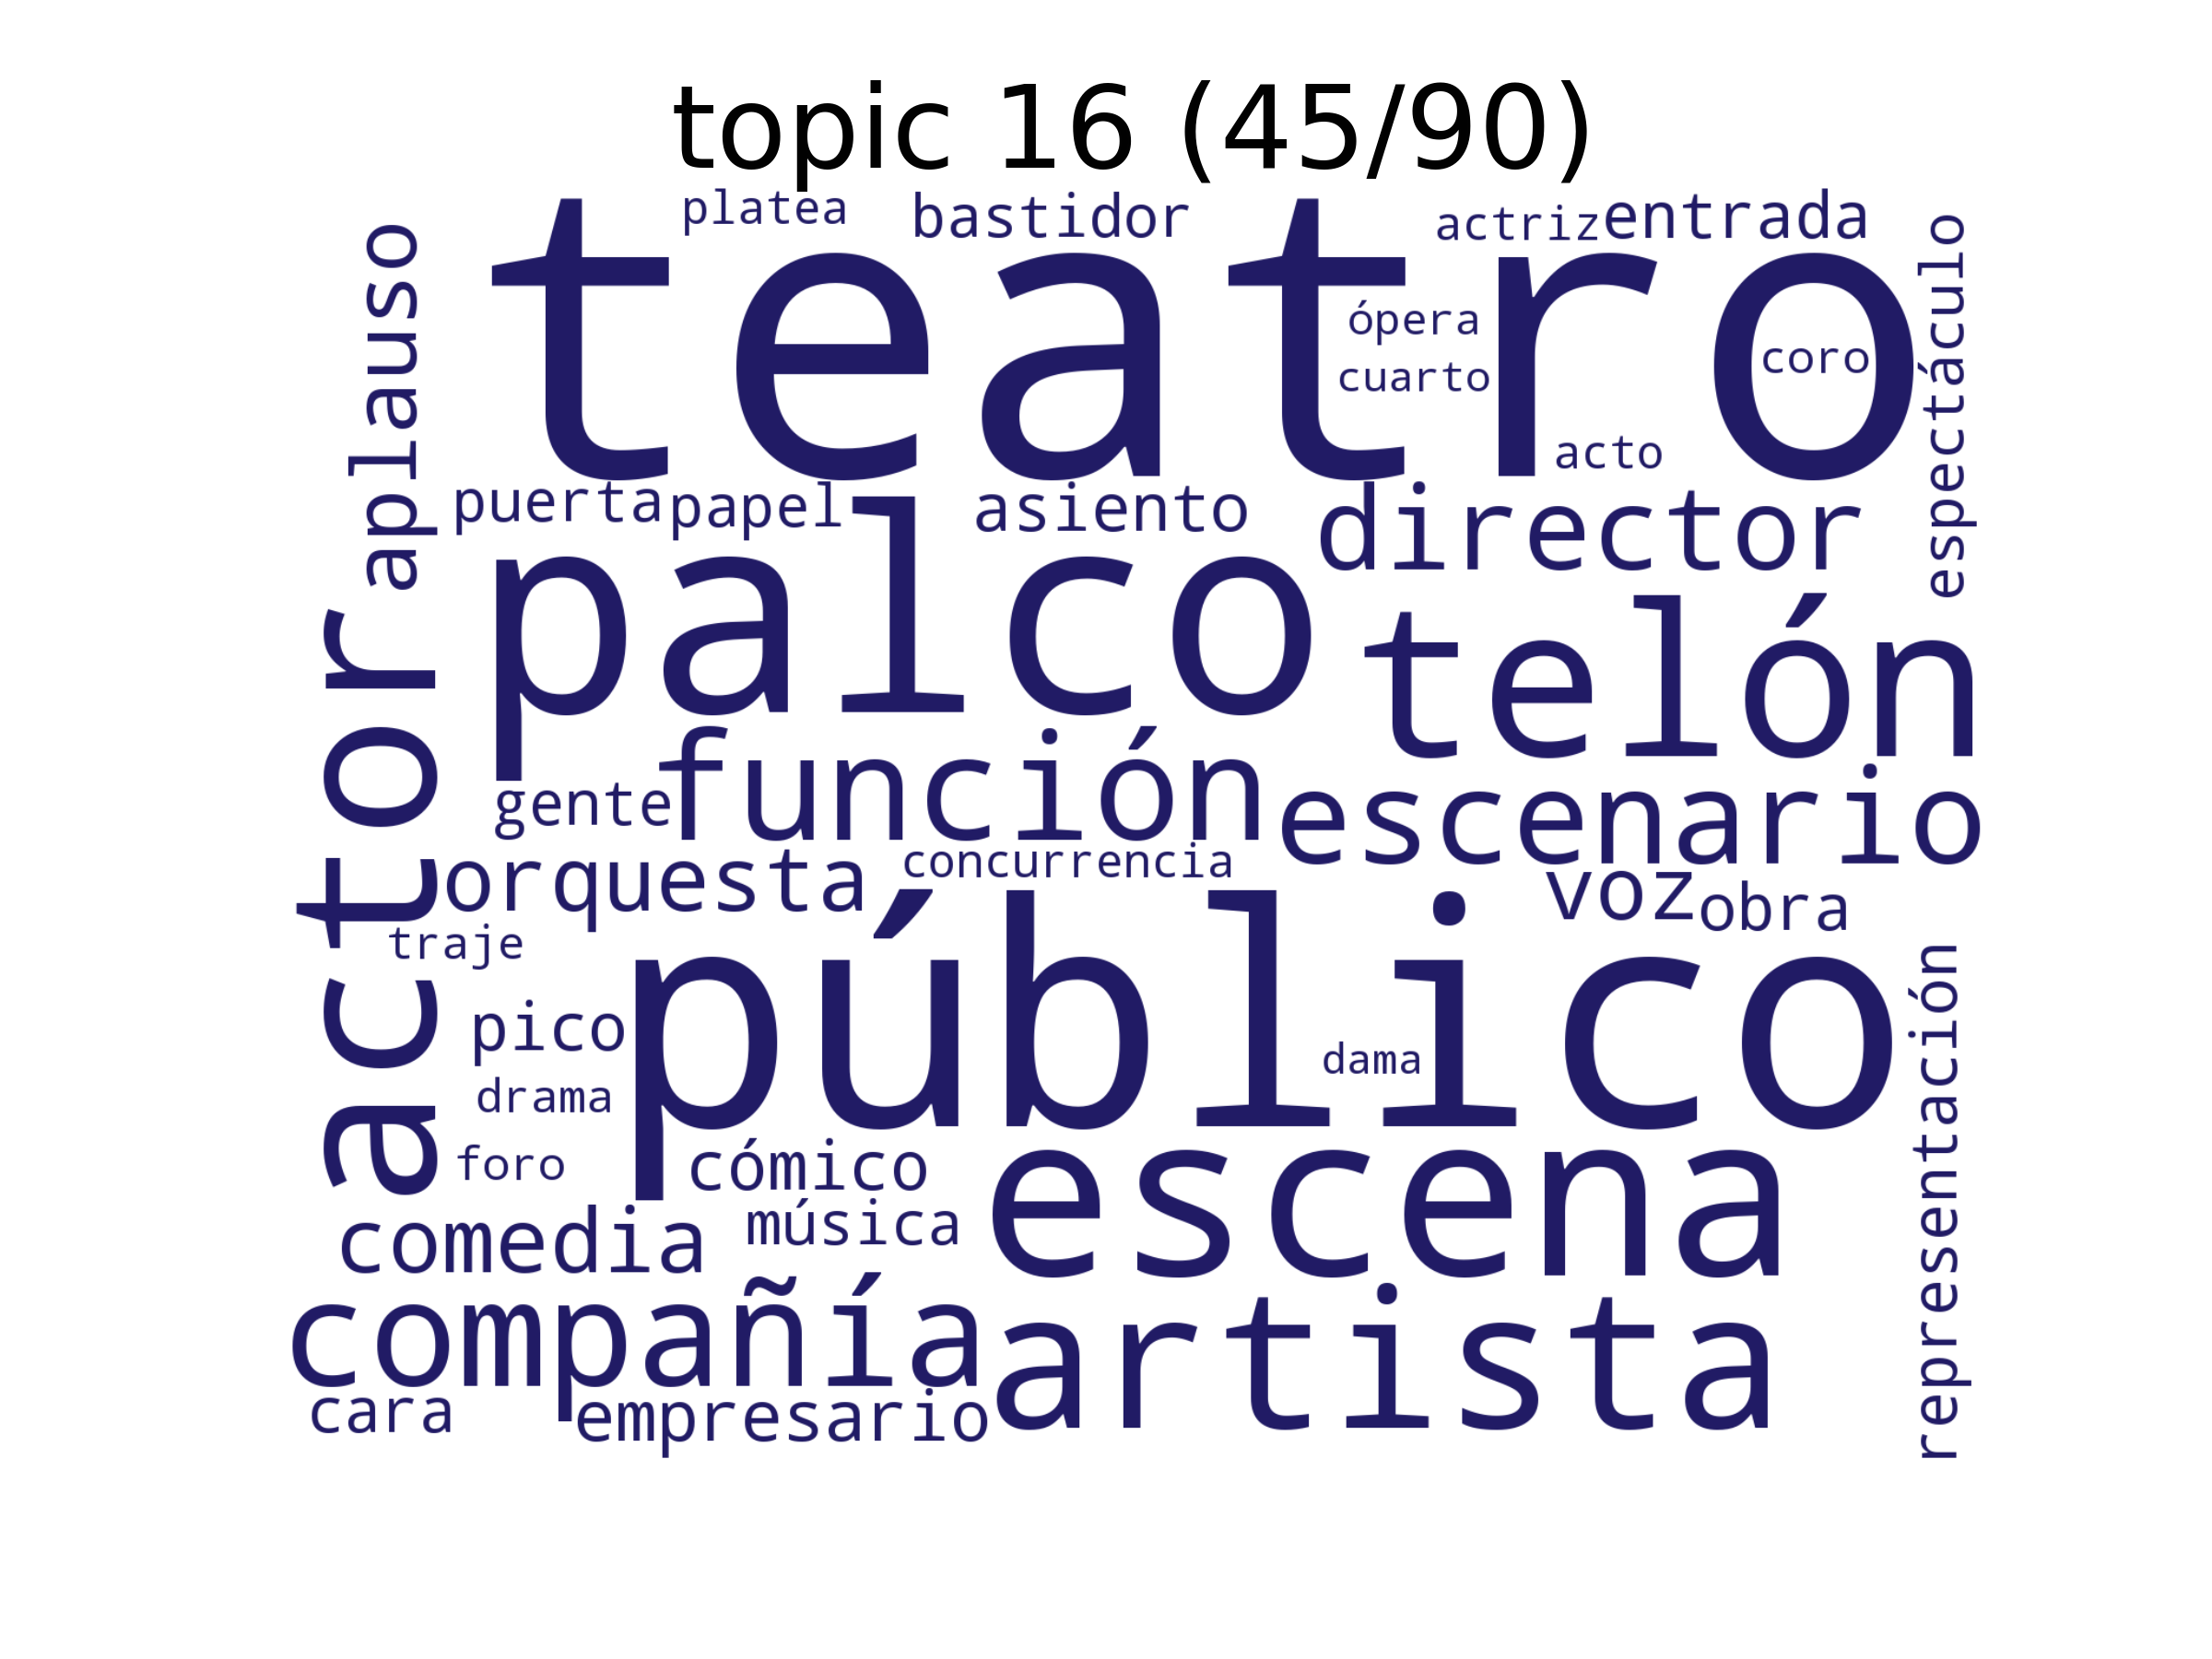 topic 16 (45/90)
platea
bastidor
actriz
entrada
teatro
aplauso
espectáculo
ópera
coro
cuarto
acto
puerta
papel
asiento
director
palco
telón
actor
función
gente
escenario
orquesta
concurrencia
voz
obra
traje
público
pico
dama
drama
representación
foro
cómico
escena
comedia
música
compañía
artista
cara
empresario